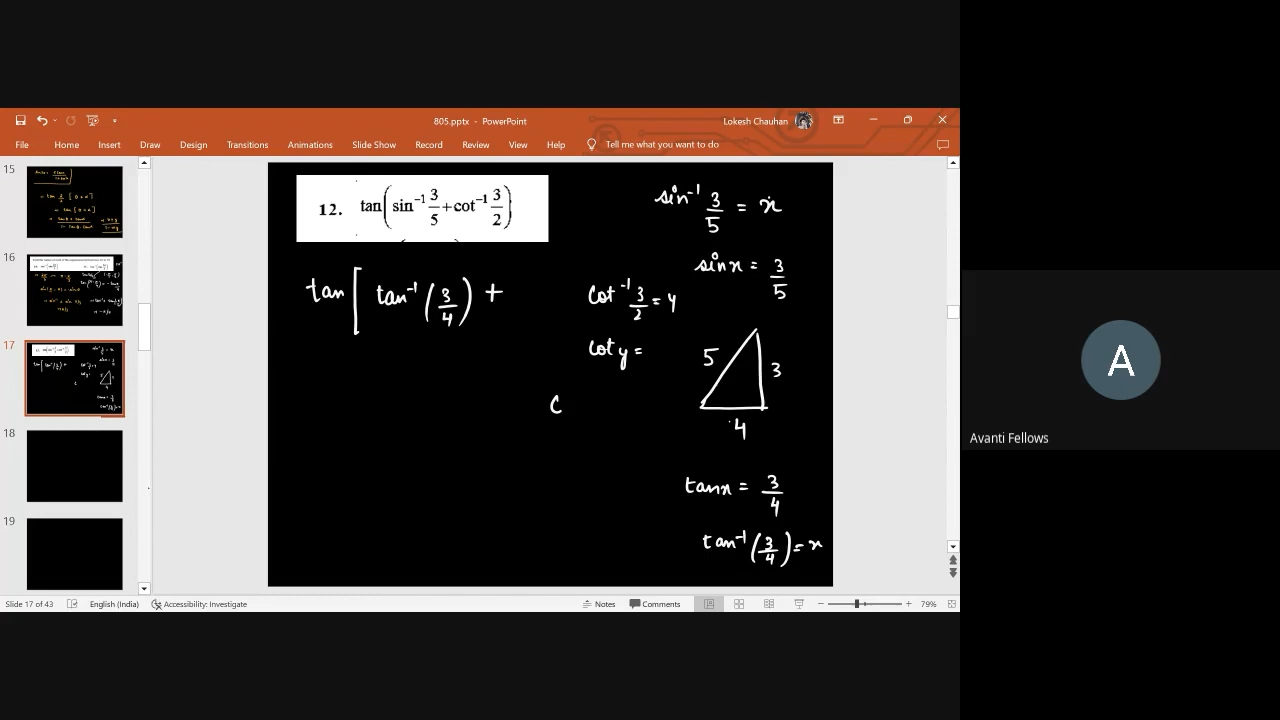 805.pptx - PowerPoint
Lokesh Chauhan
File Home Insert Draw Design Transitions Animations Slide Show Record Review View Help Tell me what you want to do
15
16
17
18
19
12. tan(sin⁻¹ 3/5 + cot⁻¹ 3/2)
sin⁻¹ 3/5 = x
sin x = 3/5
tan [ tan⁻¹ (3/4) +
cot⁻¹ 3/2 = y
cot y =
C
5
3
4
tan x = 3/4
tan⁻¹ (3/4) = x
A
Avanti Fellows
Slide 17 of 43 English (India) Accessibility: Investigate Notes Comments 79%